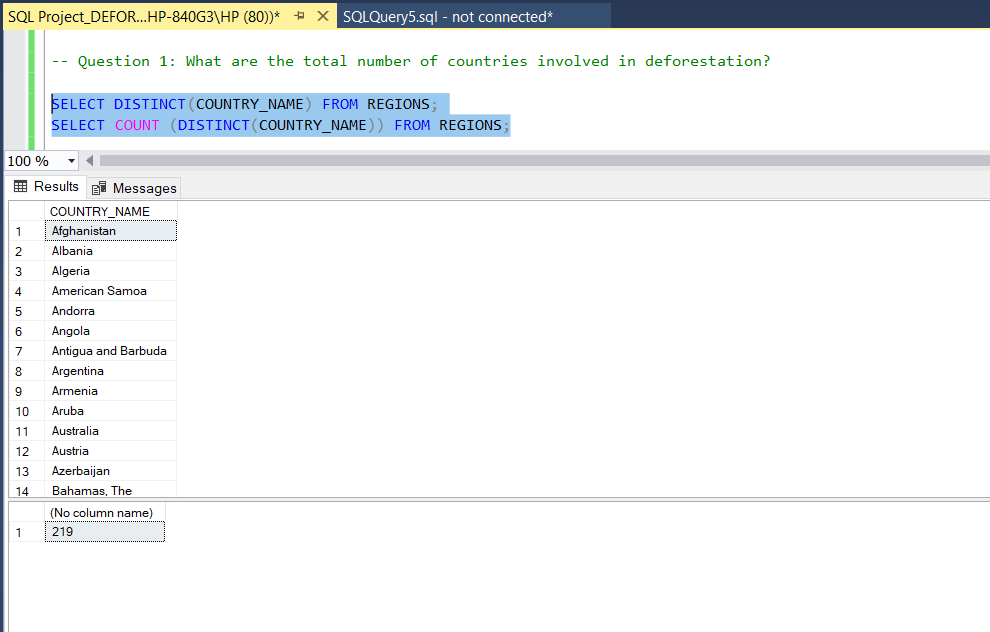 SQL Project_DEFOR...HP-840G3\HP (80))* SQLQuery5.sql - not connected*
-- Question 1: What are the total number of countries involved in deforestation?
SELECT DISTINCT(COUNTRY_NAME) FROM REGIONS;
SELECT COUNT (DISTINCT(COUNTRY_NAME)) FROM REGIONS;
100 %
Results Messages
COUNTRY_NAME
1 Afghanistan
2 Albania
3 Algeria
4 American Samoa
5 Andorra
6 Angola
7 Antigua and Barbuda
8 Argentina
9 Armenia
10 Aruba
11 Australia
12 Austria
13 Azerbaijan
14 Bahamas, The
(No column name)
1 219